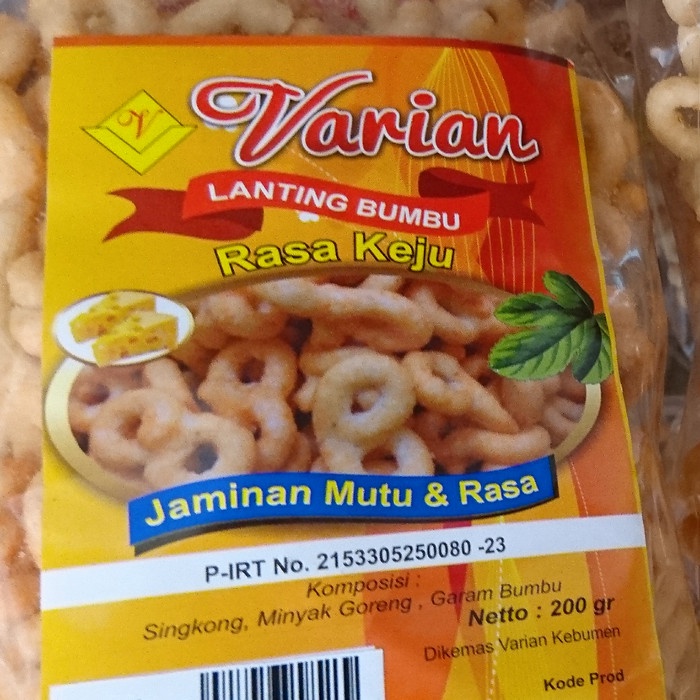 V
Varian
LANTING BUMBU
Rasa Keju
Jaminan Mutu & Rasa
P-IRT No. 2153305250080 -23
Komposisi :
Singkong, Minyak Goreng , Garam Bumbu
Netto : 200 gr
Dikemas Varian Kebumen
Kode Prod